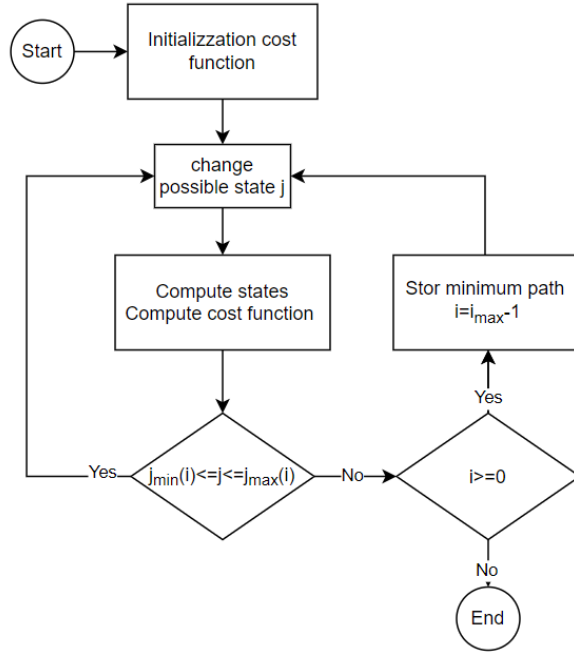 Start
Initializzation cost
function
change
possible state j
Compute states
Compute cost function
Stor minimum path
i=imax-1
Yes
Yes
jmin(i)<=j<=jmax(i)
No
i>=0
No
End